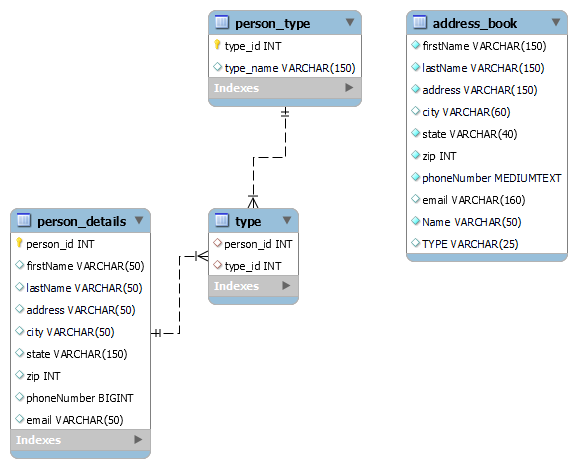 person_type
type_id INT
type_name VARCHAR(150)
Indexes
address_book
firstName VARCHAR(150)
lastName VARCHAR(150)
address VARCHAR(150)
city VARCHAR(60)
state VARCHAR(40)
zip INT
phoneNumber MEDIUMTEXT
email VARCHAR(160)
Name VARCHAR(50)
TYPE VARCHAR(25)
person_details
person_id INT
firstName VARCHAR(50)
lastName VARCHAR(50)
address VARCHAR(50)
city VARCHAR(50)
state VARCHAR(150)
zip INT
phoneNumber BIGINT
email VARCHAR(50)
Indexes
type
person_id INT
type_id INT
Indexes